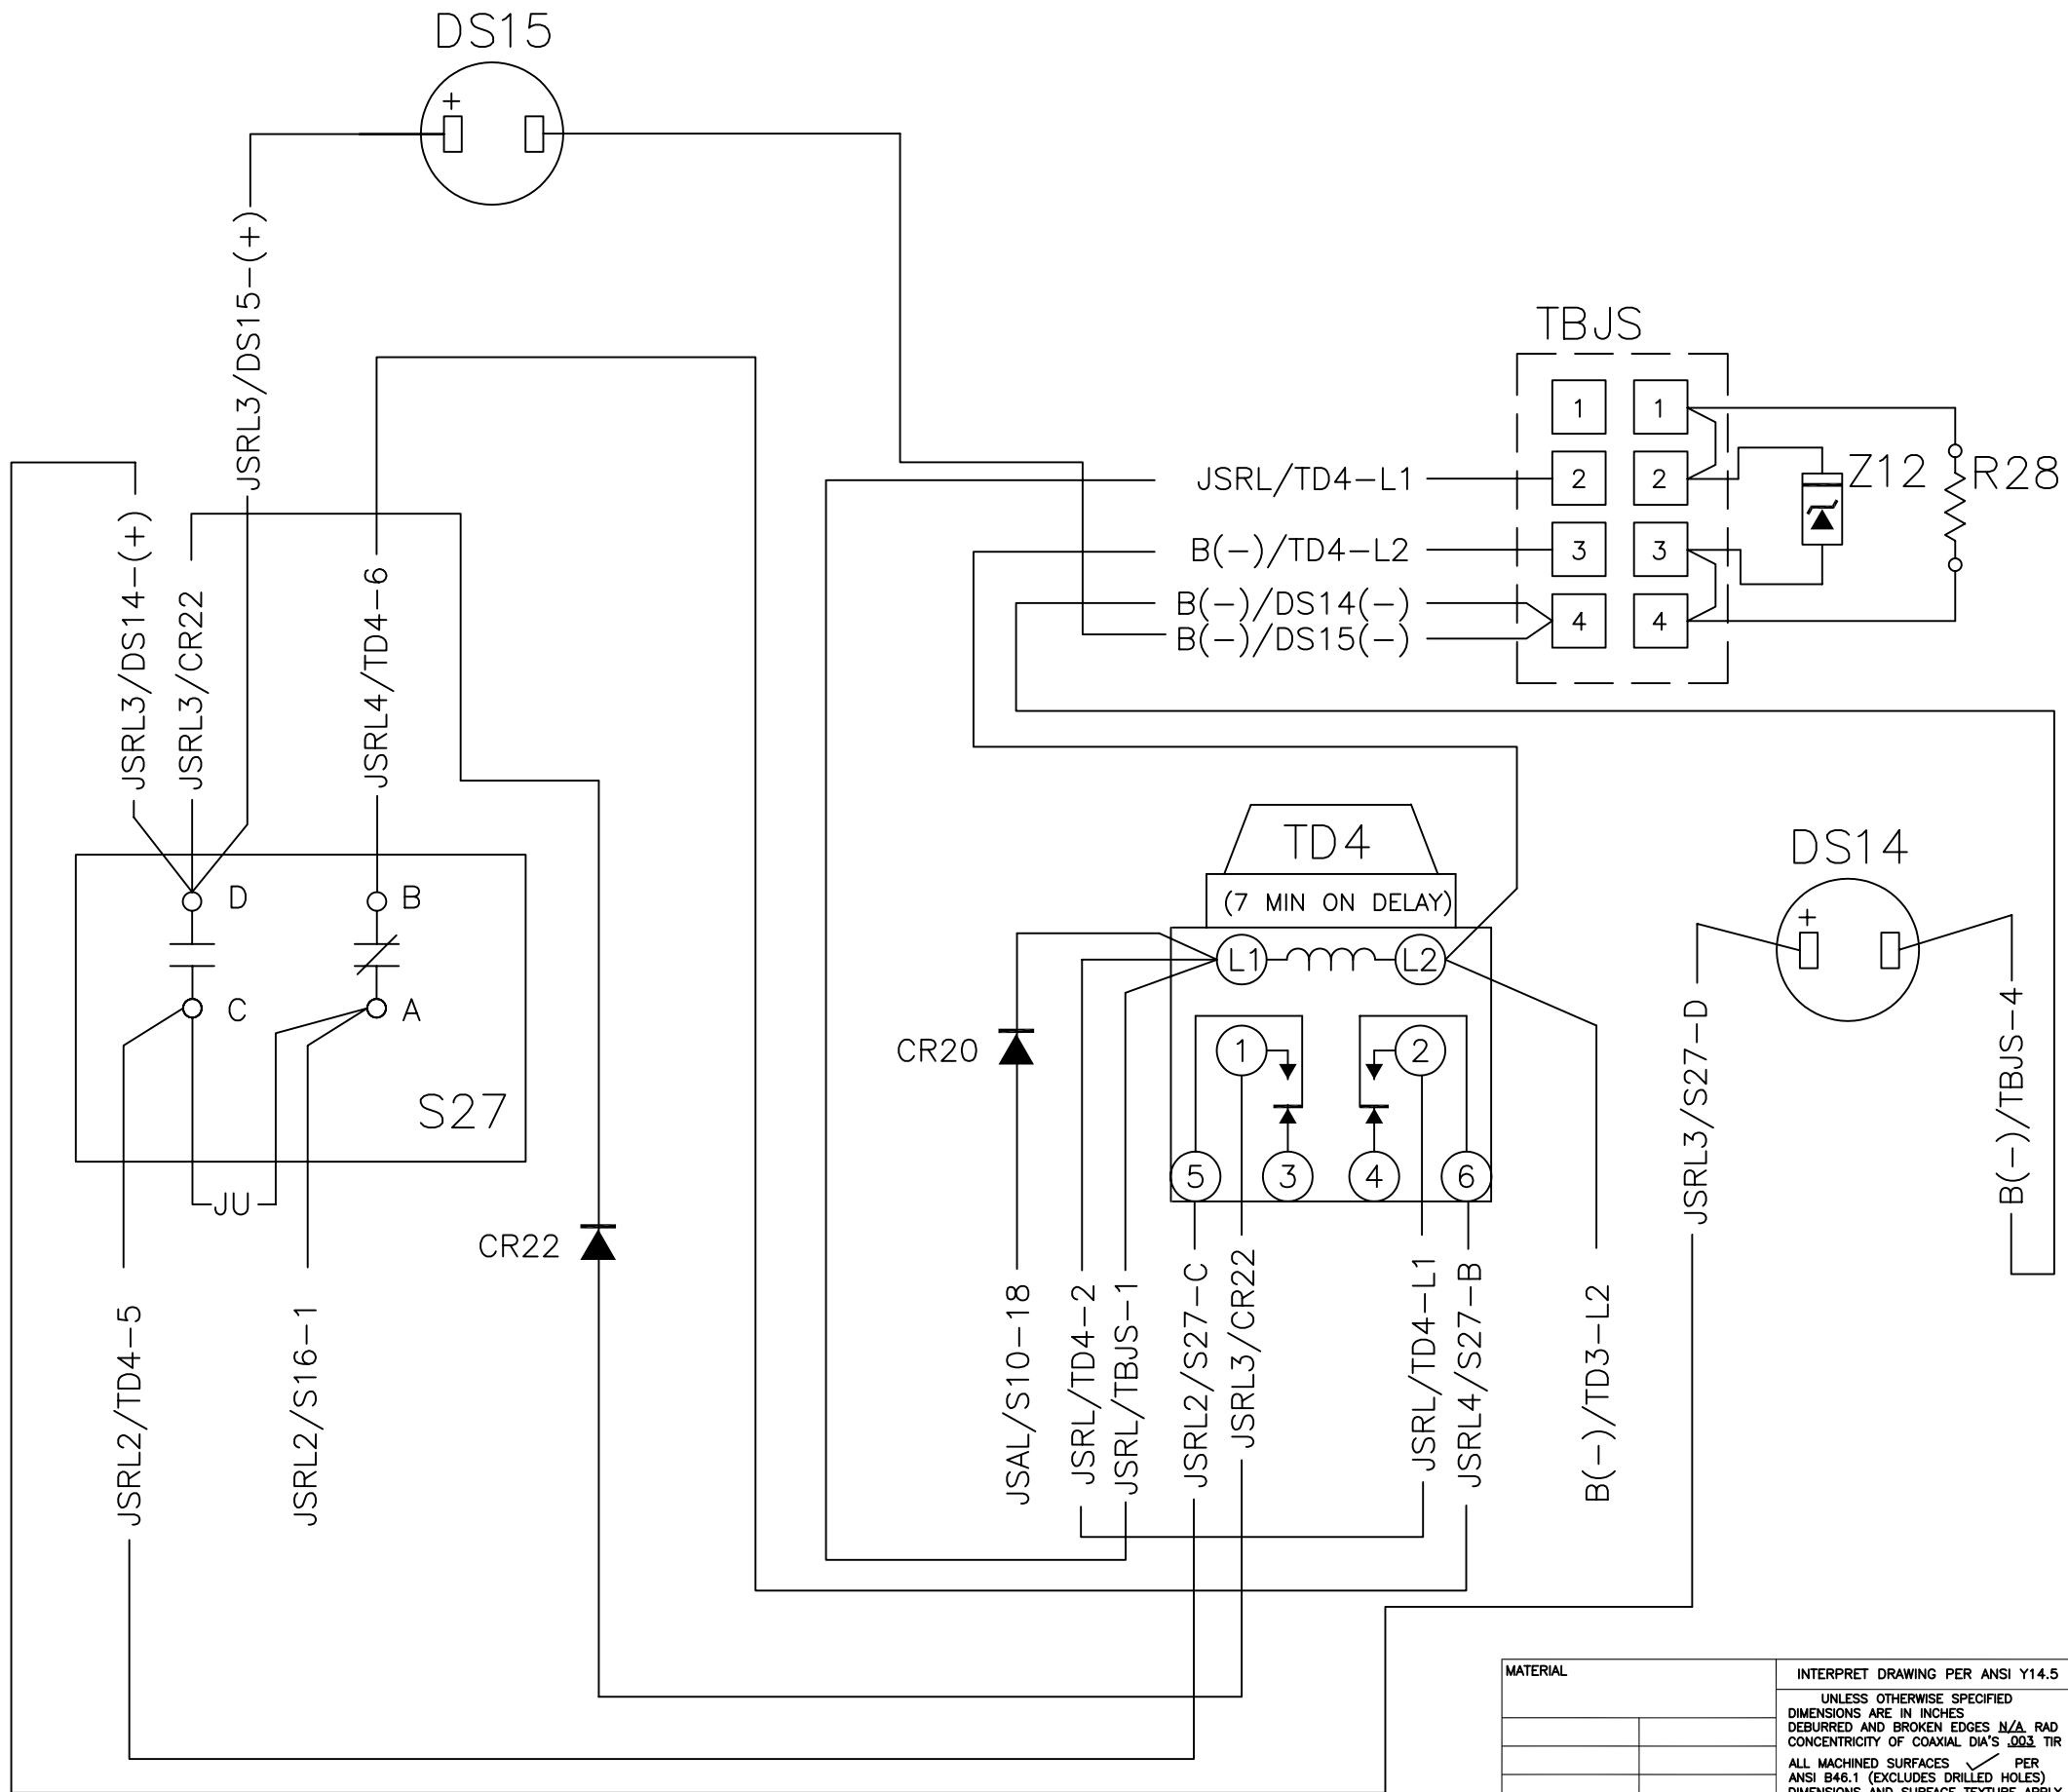 DS15
+
JSRL3/DS15-(+)
TBJS
1 1
2 2
3 3
4 4
JSRL/TD4-L1
B(-)/TD4-L2
B(-)/DS14(-)
B(-)/DS15(-)
Z12
R28
JSRL3/DS14-(+)
JSRL3/CR22
JSRL4/TD4-6
D
B
C
A
S27
JU
JSRL2/TD4-5
JSRL2/S16-1
CR22
CR20
TD4
(7 MIN ON DELAY)
L1
L2
1
2
5
3
4
6
JSAL/S10-18
JSRL/TD4-2
JSRL/TBJS-1
JSRL2/S27-C
JSRL3/CR22
JSRL/TD4-L1
JSRL4/S27-B
B(-)/TD3-L2
DS14
+
JSRL3/S27-D
B(-)/TBJS-4
MATERIAL
INTERPRET DRAWING PER ANSI Y14.5
UNLESS OTHERWISE SPECIFIED
DIMENSIONS ARE IN INCHES
DEBURRED AND BROKEN EDGES N/A RAD
CONCENTRICITY OF COAXIAL DIA'S .003 TIR
ALL MACHINED SURFACES PER
ANSI B46.1 (EXCLUDES DRILLED HOLES)
DIMENSIONS AND SURFACE TEXTURE APPLY